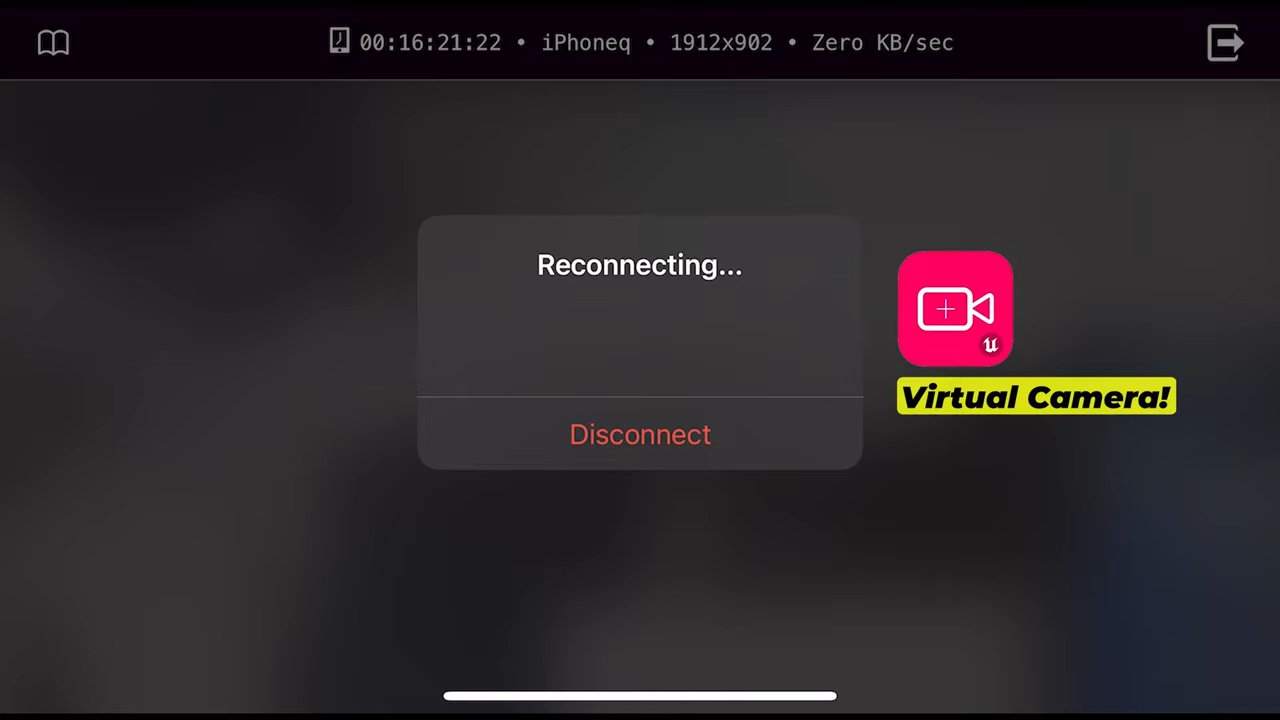 00:16:21:22 • iPhoneq • 1912x902 • Zero KB/sec
Reconnecting...
Virtual Camera!
Disconnect